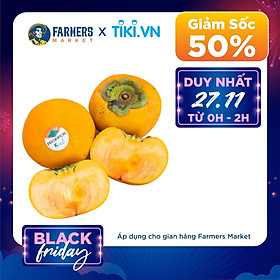 FARMERS
MARKET
X TIKI.VN
Giảm Sốc
50%
DUY NHẤT
27.11
TỪ 0H - 2H
BLACK
friday
Áp dụng cho gian hàng Farmers Market